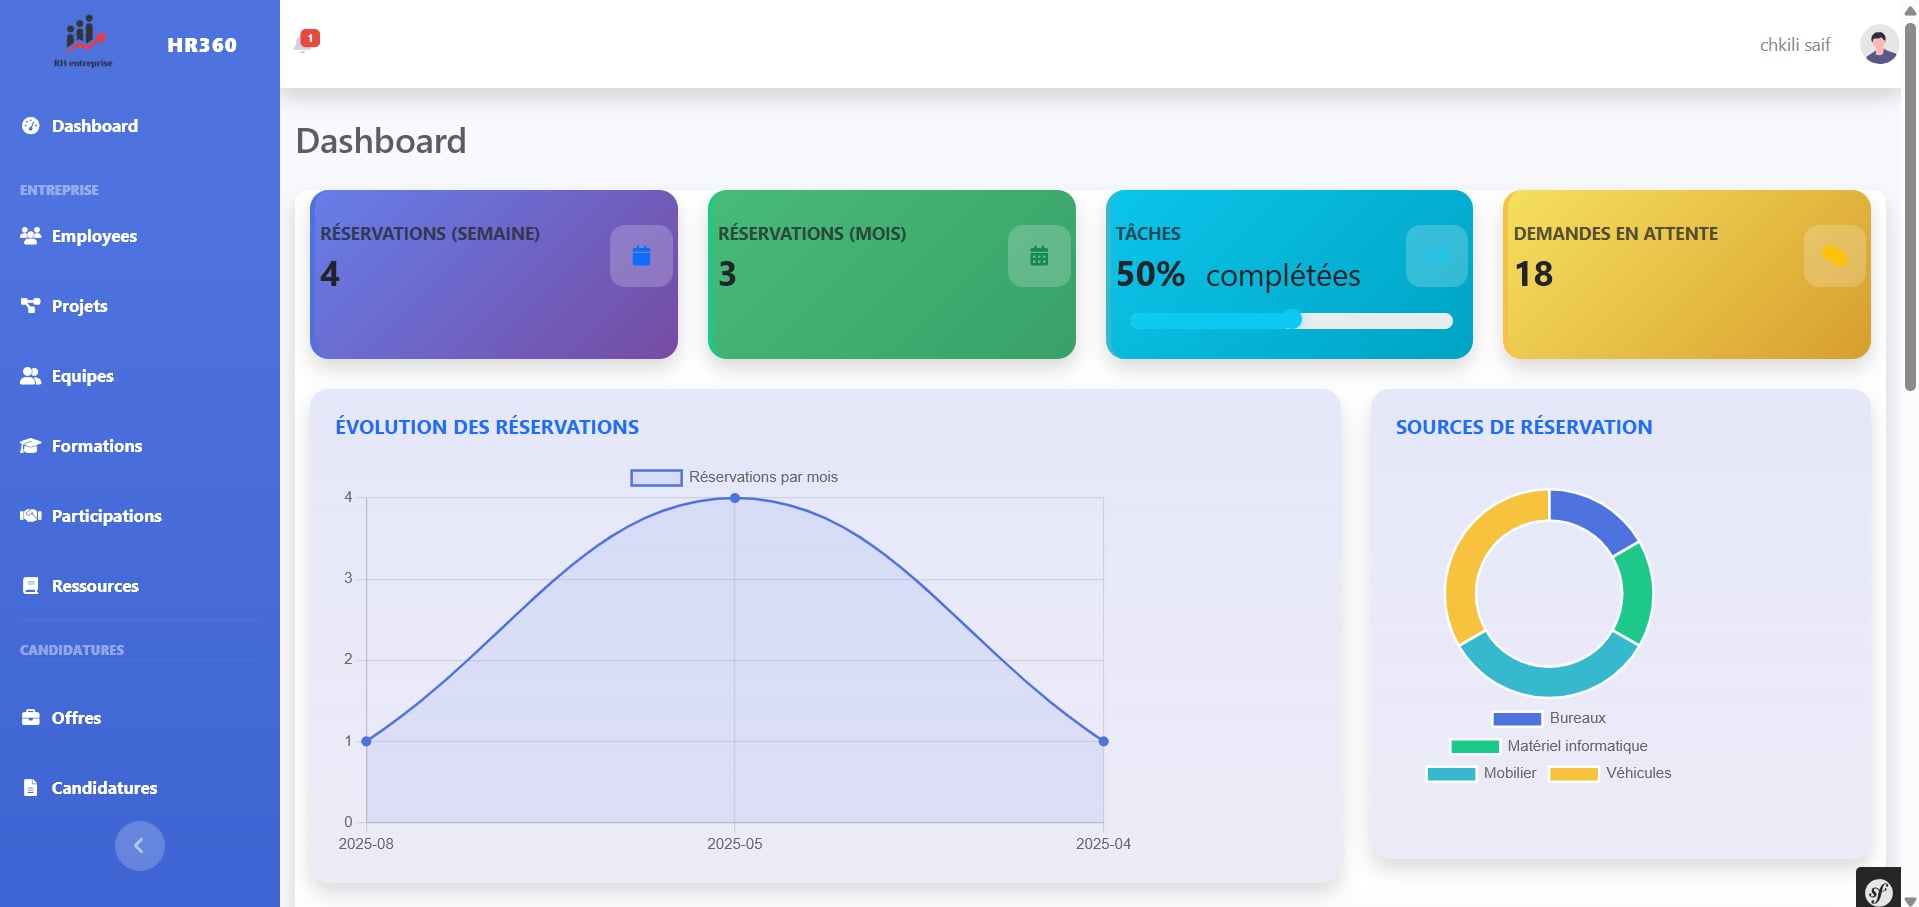 RH entreprise
HR360
1
chkili saif
Dashboard
ENTREPRISE
Employees
Projets
Equipes
Formations
Participations
Ressources
CANDIDATURES
Offres
Candidatures
Dashboard
RÉSERVATIONS (SEMAINE)
4
RÉSERVATIONS (MOIS)
3
TÂCHES
50% complétées
DEMANDES EN ATTENTE
18
ÉVOLUTION DES RÉSERVATIONS
Réservations par mois
4
3
2
1
0
2025-08 2025-05 2025-04
SOURCES DE RÉSERVATION
Bureaux
Matériel informatique
Mobilier Véhicules
sf